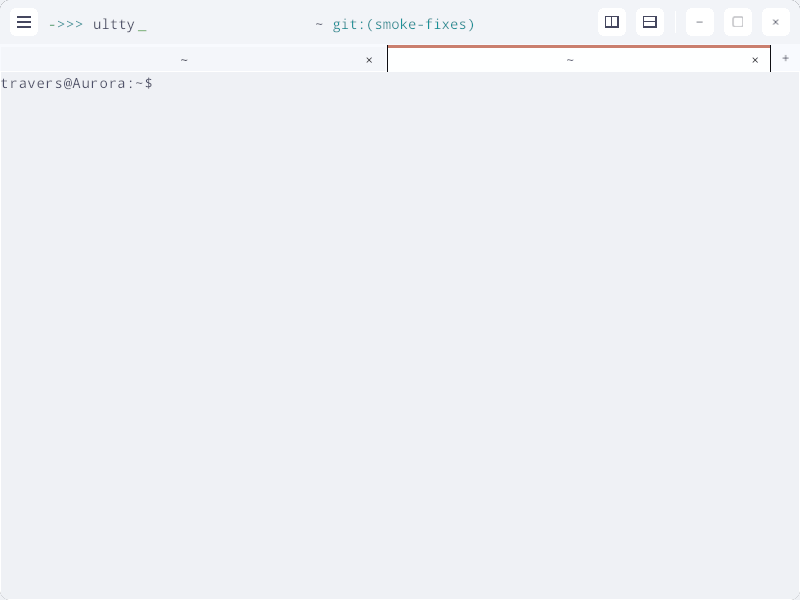 ->>> ultty_
~ git:(smoke-fixes)
~ ×
~ ×
+
travers@Aurora:~$